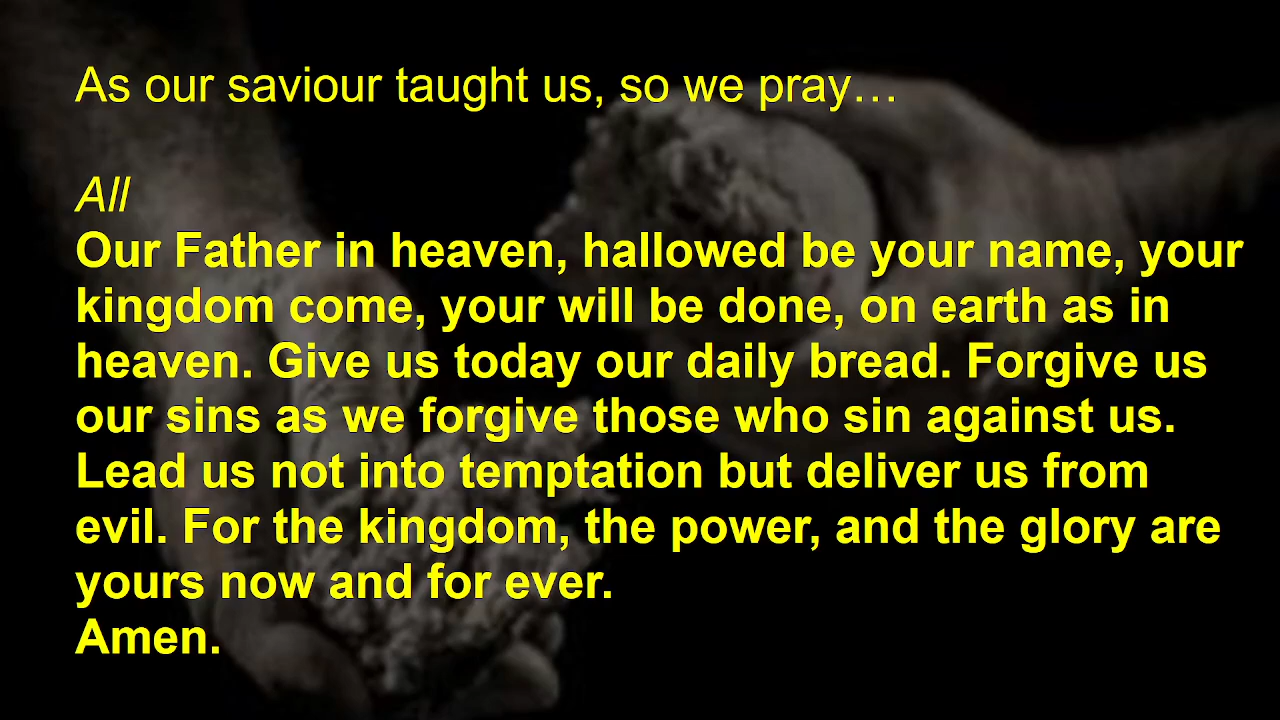 As our saviour taught us, so we pray…
All
Our Father in heaven, hallowed be your name, your
kingdom come, your will be done, on earth as in
heaven. Give us today our daily bread. Forgive us
our sins as we forgive those who sin against us.
Lead us not into temptation but deliver us from
evil. For the kingdom, the power, and the glory are
yours now and for ever.
Amen.